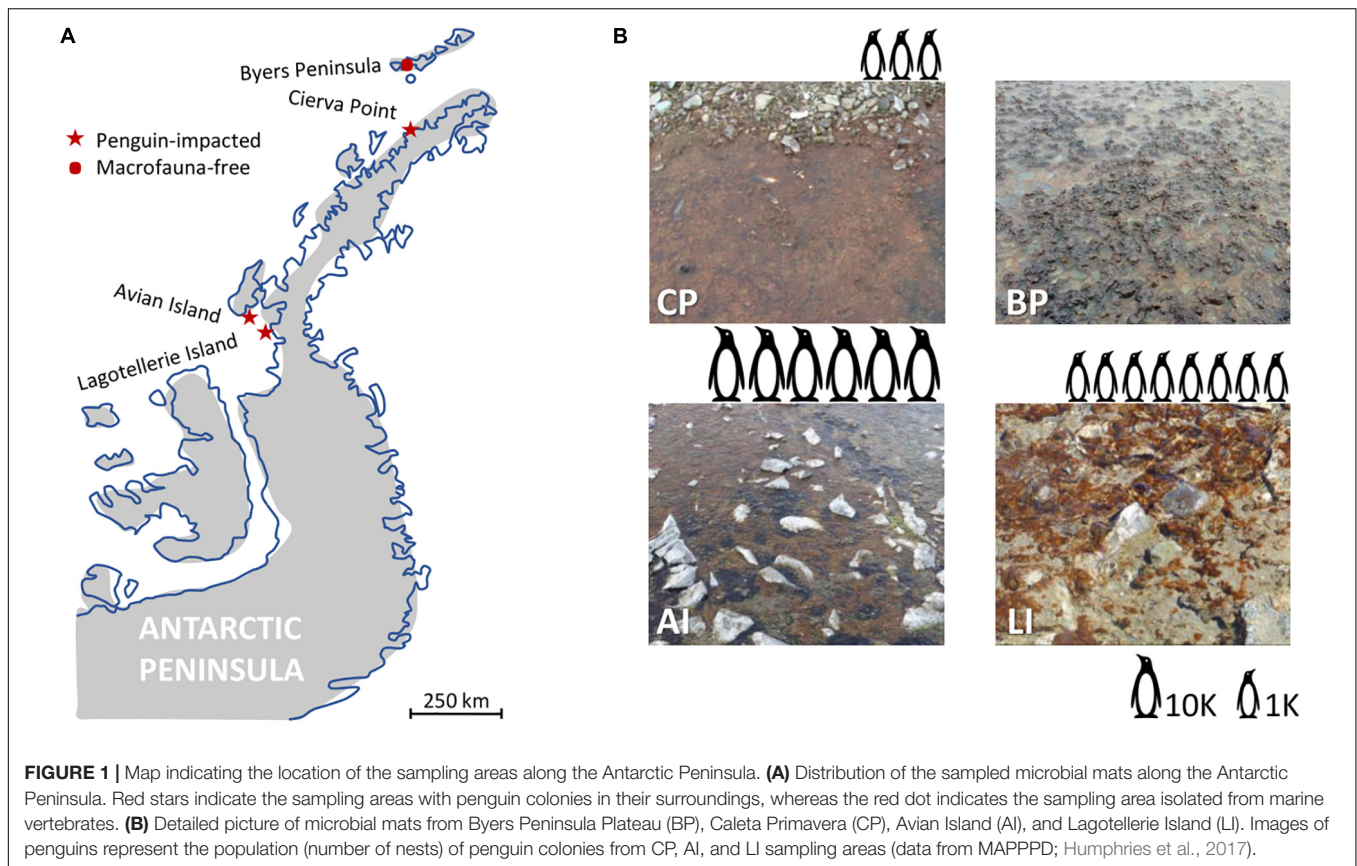 A
Byers Peninsula
Cierva Point
Penguin-impacted
Macrofauna-free
Avian Island
Lagotellerie Island
ANTARCTIC
PENINSULA
250 km
B
CP
BP
AI
LI
10K
1K
FIGURE 1 | Map indicating the location of the sampling areas along the Antarctic Peninsula. (A) Distribution of the sampled microbial mats along the Antarctic
Peninsula. Red stars indicate the sampling areas with penguin colonies in their surroundings, whereas the red dot indicates the sampling area isolated from marine
vertebrates. (B) Detailed picture of microbial mats from Byers Peninsula Plateau (BP), Caleta Primavera (CP), Avian Island (AI), and Lagotellerie Island (LI). Images of
penguins represent the population (number of nests) of penguin colonies from CP, AI, and LI sampling areas (data from MAPPPD; Humphries et al., 2017).